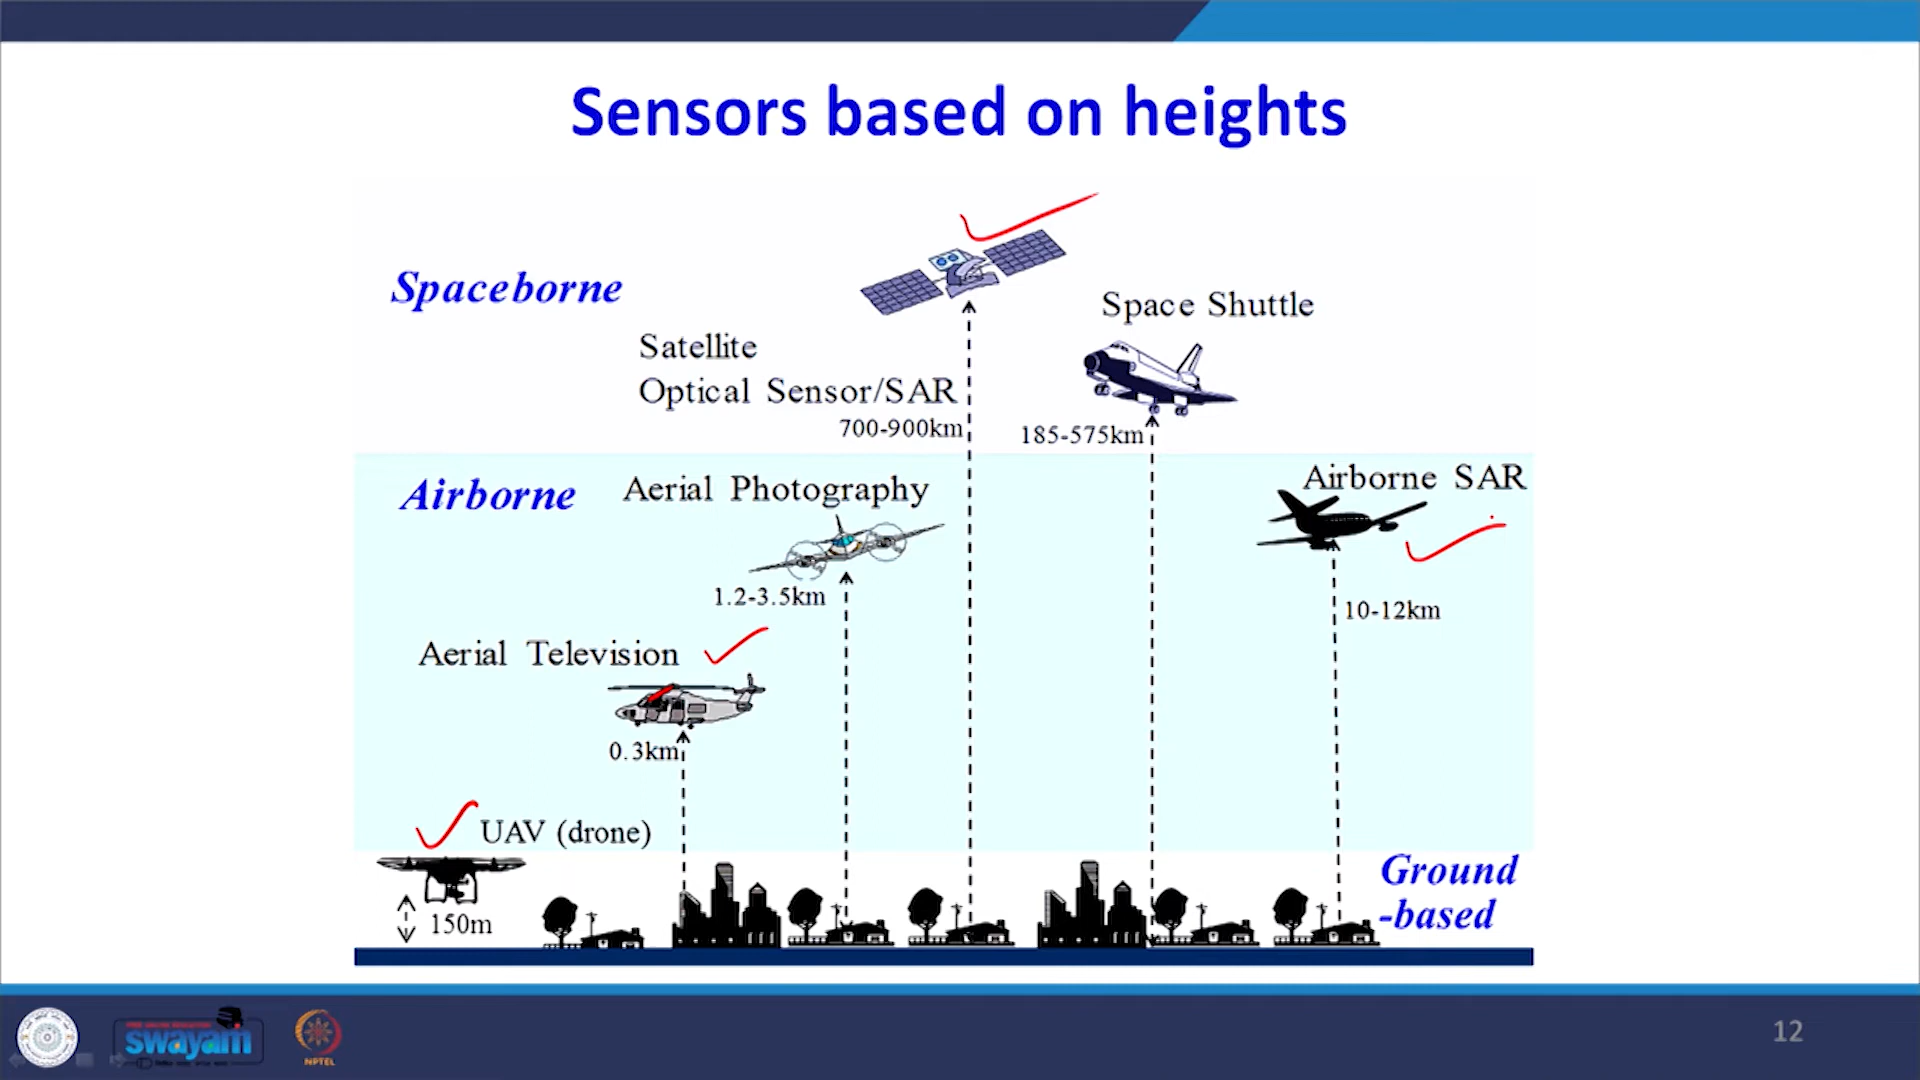 Sensors based on heights
Spaceborne
Space Shuttle
Satellite
Optical Sensor/SAR
700-900km
185-575km
Airborne
Aerial Photography
Airborne SAR
1.2-3.5km
10-12km
Aerial Television
0.3km
UAV (drone)
150m
Ground
-based
swayam
NPTEL
12